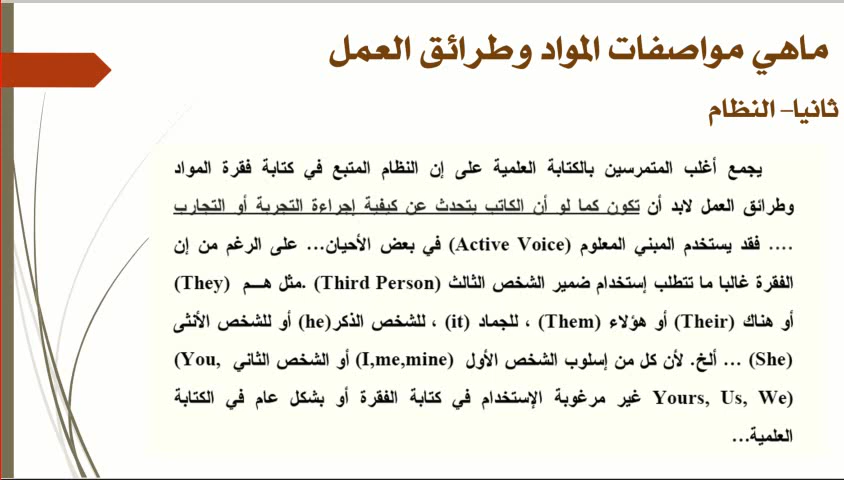 ماهي مواصفات المواد وطرائق العمل
ثانيا– النظام
يجمع أغلب المتمرسين بالكتابة العلمية على إن النظام المتبع في كتابة فقرة المواد
وطرائق العمل لابد أن تكون كما لو أن الكاتب يتحدث عن كيفية إجراءة التجربة أو التجارب
.... فقد يستخدم المبني المعلوم (Active Voice) في بعض الأحيان... على الرغم من إن
الفقرة غالبا ما تتطلب إستخدام ضمير الشخص الثالث (Third Person) .مثل هـــم (They)
أو هناك (Their) أو هؤلاء (Them) ، للجماد (it) ، للشخص الذكر(he) أو للشخص الأنثى
(She) ... ألخ. لأن كل من إسلوب الشخص الأول (I,me,mine) أو الشخص الثاني (You,
Yours, Us, We) غير مرغوبة الإستخدام في كتابة الفقرة أو بشكل عام في الكتابة
العلمية...